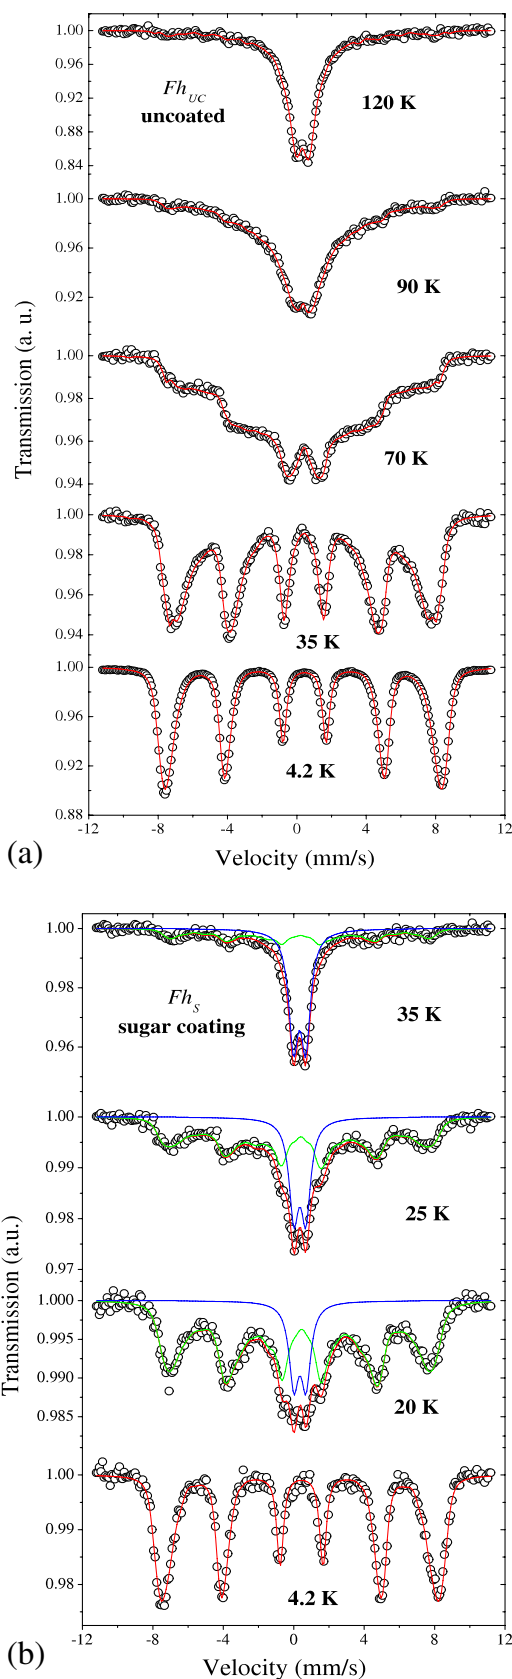 1.00
0.96
0.92
0.88
0.84
Fh_UC
uncoated
120 K
1.00
0.96
0.92
90 K
1.00
0.98
0.96
0.94
70 K
1.00
0.98
0.94
35 K
1.00
0.96
0.92
0.88
4.2 K
Transmission (a. u.)
-12 -8 -4 0 4 8 12
(a)
Velocity (mm/s)
1.00
0.98
0.96
Fh_S
sugar coating
35 K
1.00
0.99
0.98
0.97
25 K
1.000
0.995
0.990
0.985
20 K
1.00
0.99
0.98
4.2 K
Transmission (a.u.)
-12 -8 -4 0 4 8 12
(b)
Velocity (mm/s)